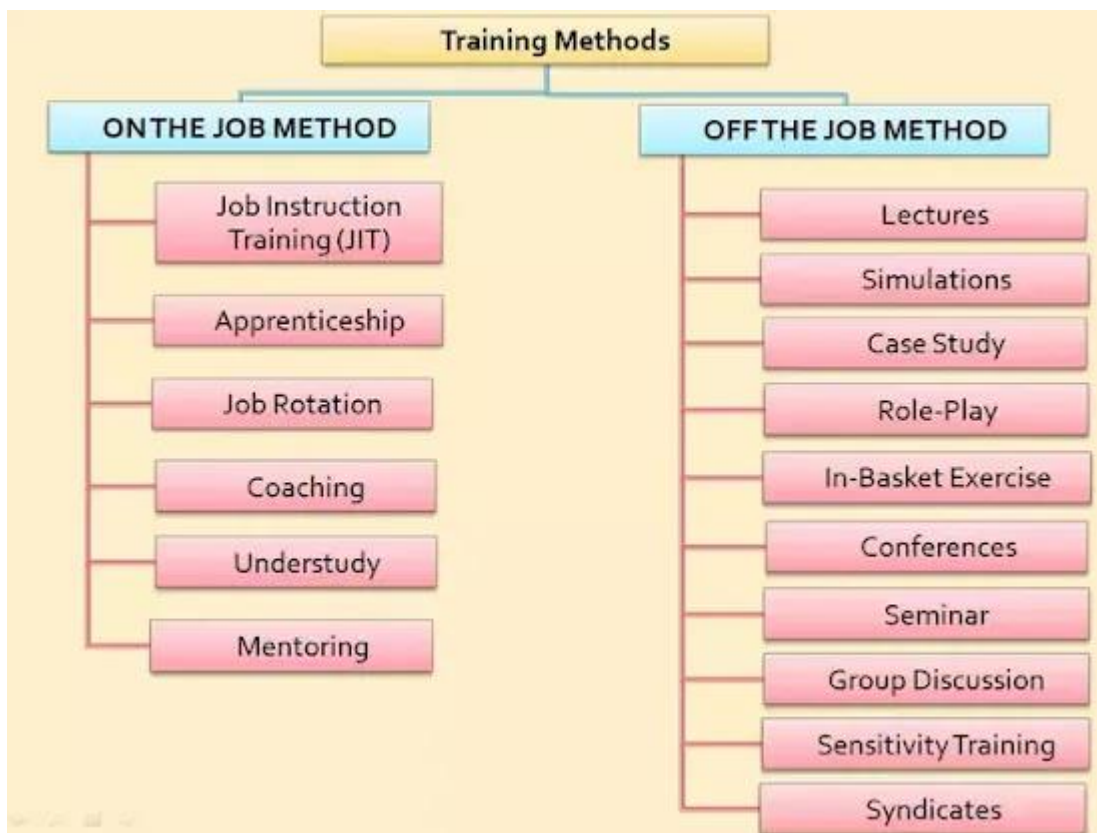 Training Methods
ON THE JOB METHOD
OFF THE JOB METHOD
Job Instruction
Training (JIT)
Apprenticeship
Job Rotation
Coaching
Understudy
Mentoring
Lectures
Simulations
Case Study
Role-Play
In-Basket Exercise
Conferences
Seminar
Group Discussion
Sensitivity Training
Syndicates